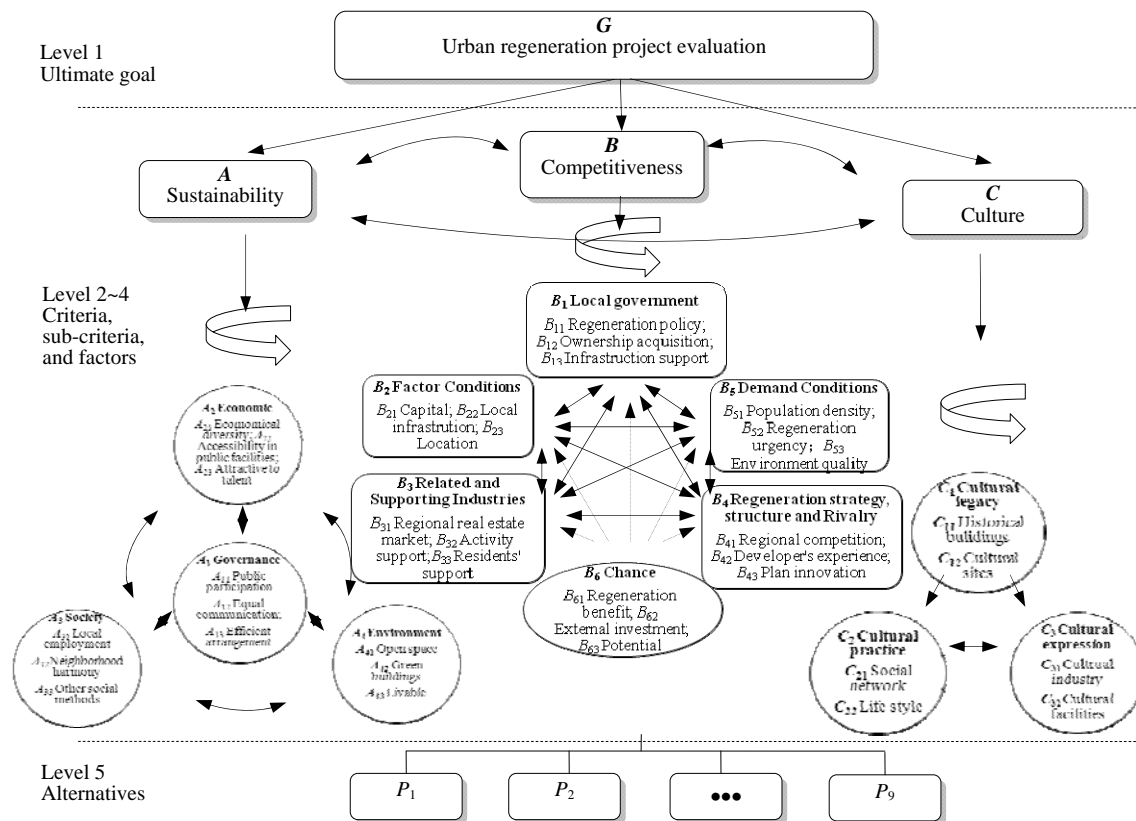 G
Urban regeneration project evaluation
Level 1
Ultimate goal
A
Sustainability
B
Competitiveness
C
Culture
Level 2~4
Criteria,
sub-criteria,
and factors
B1 Local government
B11 Regeneration policy;
B12 Ownership acquisition;
B13 Infrastruction support
B2 Factor Conditions
B21 Capital; B22 Local
infrastrution; B23
Location
B5 Demand Conditions
B51 Population density;
B52 Regeneration
urgency; B53
Environment quality
B3 Related and
Supporting Industries
B31 Regional real estate
market; B32 Activity
support; B33 Residents'
support
B4 Regeneration strategy,
structure and Rivalry
B41 Regional competition;
B42 Developer's experience;
B43 Plan innovation
B6 Chance
B61 Regeneration
benefit; B62
External investment;
B63 Potential
A2 Economic
A21 Economical
diversity; A22
Accessibility in
public facilities;
A23 Attractive to
talent
A1 Governance
A11 Public
participation
A12 Equal
communication;
A13 Efficient
arrangement
Society
Local
employment
Neighborhood
harmony
A33 Other social
methods
Environment
A41 Open space
A42 Green
buildings
A43 Livable
C1 Cultural
legacy
C11 Historical
buildings
C12 Cultural
sites
C2 Cultural
practice
C21 Social
network
C22 Life style
C3 Cultural
expression
C31 Cultrual
industry
C32 Cultural
facilities
Level 5
Alternatives
P1
P2
•••
P9